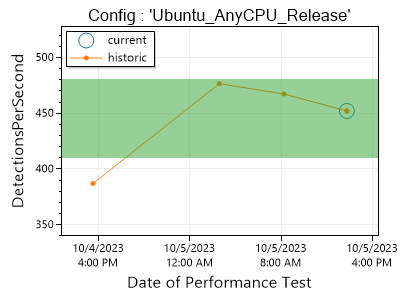 Config : 'Ubuntu_AnyCPU_Release'
current
historic
DetectionsPerSecond
500
450
400
350
10/4/2023 10/5/2023 10/5/2023 10/5/2023
4:00 PM 12:00 AM 8:00 AM 4:00 PM
Date of Performance Test